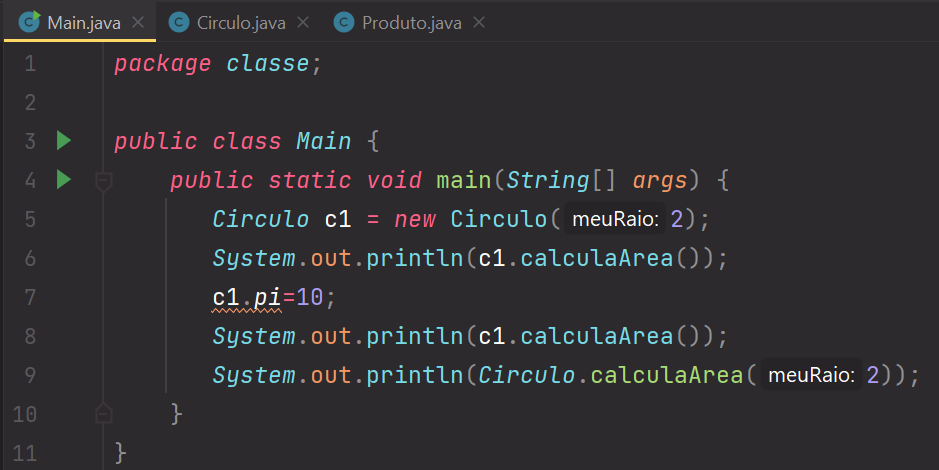 Main.java Circulo.java Produto.java
1 package classe;
2
3 public class Main {
4 public static void main(String[] args) {
5 Circulo c1 = new Circulo( meuRaio: 2);
6 System.out.println(c1.calculaArea());
7 c1.pi=10;
8 System.out.println(c1.calculaArea());
9 System.out.println(Circulo.calculaArea( meuRaio: 2));
10 }
11 }